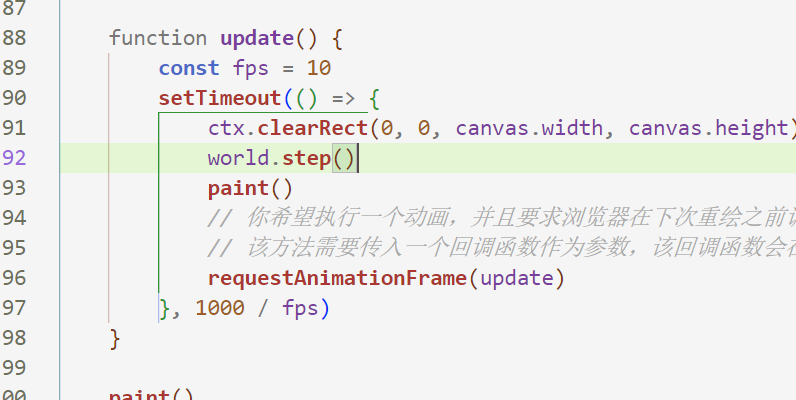 87
88 function update() {
89 const fps = 10
90 setTimeout(() => {
91 ctx.clearRect(0, 0, canvas.width, canvas.height)
92 world.step()
93 paint()
94 // 你希望执行一个动画，并且要求浏览器在下次重绘之前
95 // 该方法需要传入一个回调函数作为参数，该回调函数会
96 requestAnimationFrame(update)
97 }, 1000 / fps)
98 }
99
00 paint()